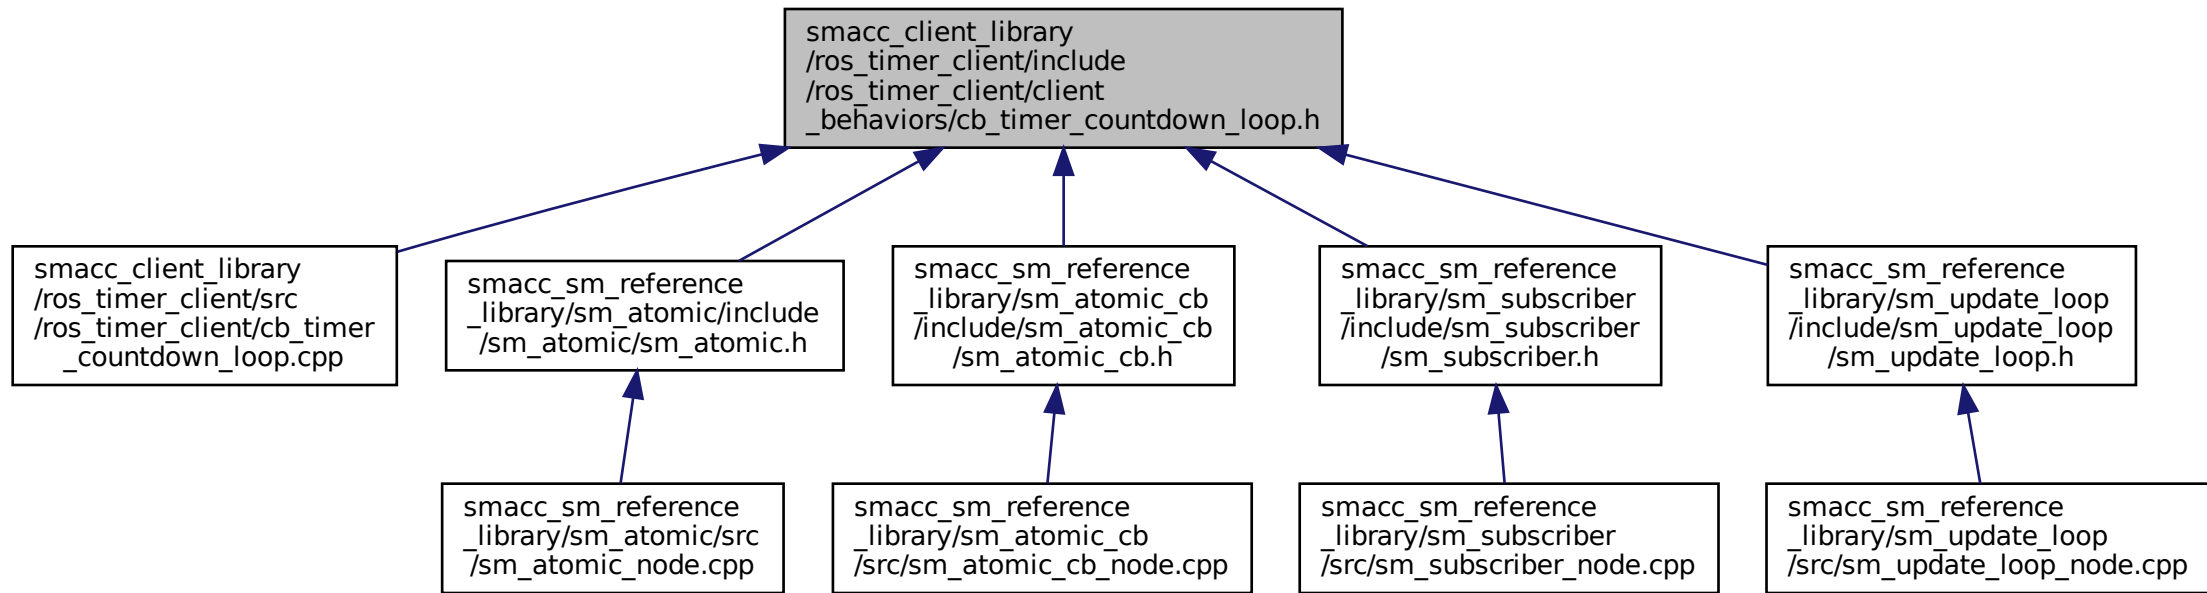 smacc_client_library
/ros_timer_client/include
/ros_timer_client/client
_behaviors/cb_timer_countdown_loop.h
smacc_client_library
/ros_timer_client/src
/ros_timer_client/cb_timer
_countdown_loop.cpp
smacc_sm_reference
_library/sm_atomic/include
/sm_atomic/sm_atomic.h
smacc_sm_reference
_library/sm_atomic_cb
/include/sm_atomic_cb
/sm_atomic_cb.h
smacc_sm_reference
_library/sm_subscriber
/include/sm_subscriber
/sm_subscriber.h
smacc_sm_reference
_library/sm_update_loop
/include/sm_update_loop
/sm_update_loop.h
smacc_sm_reference
_library/sm_atomic/src
/sm_atomic_node.cpp
smacc_sm_reference
_library/sm_atomic_cb
/src/sm_atomic_cb_node.cpp
smacc_sm_reference
_library/sm_subscriber
/src/sm_subscriber_node.cpp
smacc_sm_reference
_library/sm_update_loop
/src/sm_update_loop_node.cpp